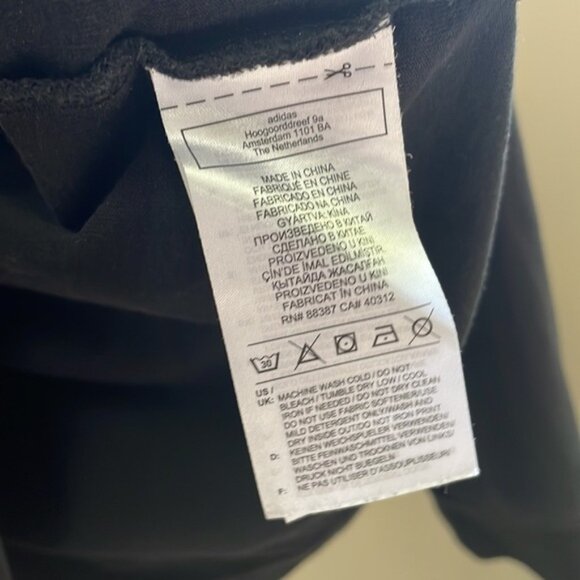 adidas
Hoogoorddreef 9a
Amsterdam 1101 BA
The Netherlands
MADE IN CHINA
FABRIQUÉ EN CHINE
FABRICADO EN CHINA
FABRICADO NA CHINA
GYÁRTVA: KÍNA
ПРОИЗВЕДЕНО В КИТАЙ
СДЕЛАНО В КИТАЕ
PROIZVEDENO U KINI
ÇİN'DE İMAL EDİLMİŞTİR
ҚЫТАЙДА ЖАСАЛҒАН
PROIZVEDENO U KINI
FABRICAT ÎN CHINA
RN# 88387 CA# 40312
30
US /
UK: MACHINE WASH COLD / DO NOT
BLEACH / TUMBLE DRY LOW / COOL
IRON IF NEEDED / DO NOT DRY CLEAN
DO NOT USE FABRIC SOFTENER/USE
MILD DETERGENT ONLY/WASH AND
DRY INSIDE OUT/DO NOT IRON PRINT
D: KEINEN WEICHSPUELER VERWENDEN/
BITTE FEINWASCHMITTEL VERWENDEN/
WASCHEN UND TROCKNEN VON LINKS/
DRUCK NICHT BUEGELN
F: NE PAS UTILISER D'ASSOUPLISSEUR/